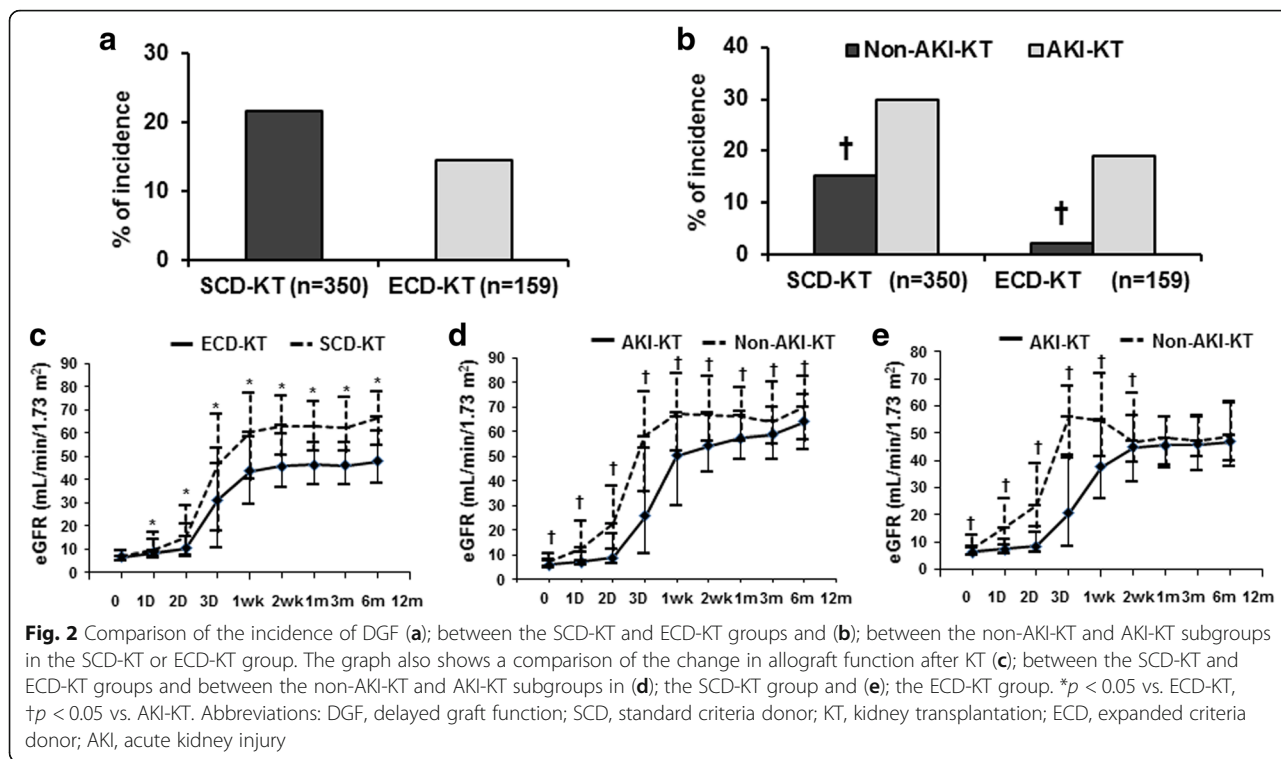 a
30
20
10
0
% of incidence
SCD-KT (n=350) ECD-KT (n=159)
b
40
30
20
10
0
% of incidence
Non-AKI-KT AKI-KT
† †
SCD-KT (n=350) ECD-KT (n=159)
c
ECD-KT SCD-KT
90
80
70
60
50
40
30
20
10
0
eGFR (mL/min/1.73 m²)
* * * * * * * *
0 1D 2D 3D 1wk 2wk 1m 3m 6m 12m
d
AKI-KT Non-AKI-KT
90
80
70
60
50
40
30
20
10
0
eGFR (mL/min/1.73 m²)
† † † † † † † † †
0 1D 2D 3D 1wk 2wk 1m 3m 6m 12m
e
AKI-KT Non-AKI-KT
80
70
60
50
40
30
20
10
0
eGFR (mL/min/1.73 m²)
† † † † † †
0 1D 2D 3D 1wk 2wk 1m 3m 6m 12m
Fig. 2 Comparison of the incidence of DGF (a); between the SCD-KT and ECD-KT groups and (b); between the non-AKI-KT and AKI-KT subgroups
in the SCD-KT or ECD-KT group. The graph also shows a comparison of the change in allograft function after KT (c); between the SCD-KT and
ECD-KT groups and between the non-AKI-KT and AKI-KT subgroups in (d); the SCD-KT group and (e); the ECD-KT group. *p < 0.05 vs. ECD-KT,
†p < 0.05 vs. AKI-KT. Abbreviations: DGF, delayed graft function; SCD, standard criteria donor; KT, kidney transplantation; ECD, expanded criteria
donor; AKI, acute kidney injury